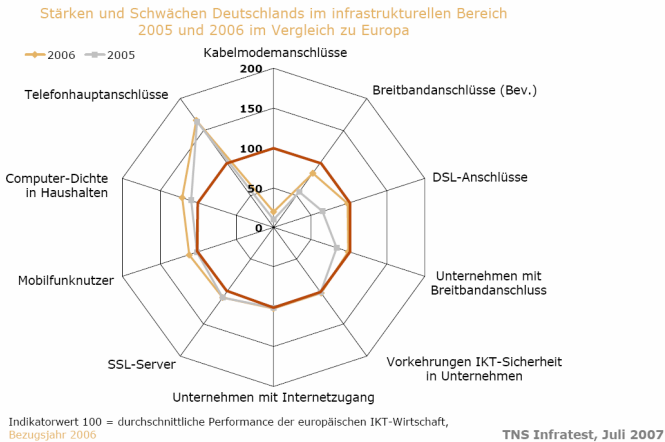 Stärken und Schwächen Deutschlands im infrastrukturellen Bereich
2005 und 2006 im Vergleich zu Europa
2006 2005
Kabelmodemanschlüsse
Breitbandanschlüsse (Bev.)
DSL-Anschlüsse
Unternehmen mit
Breitbandanschluss
Vorkehrungen IKT-Sicherheit
in Unternehmen
Unternehmen mit Internetzugang
SSL-Server
Mobilfunknutzer
Computer-Dichte
in Haushalten
Telefonhauptanschlüsse
200
150
100
50
0
Indikatorwert 100 = durchschnittliche Performance der europäischen IKT-Wirtschaft,
Bezugsjahr 2006
TNS Infratest, Juli 2007